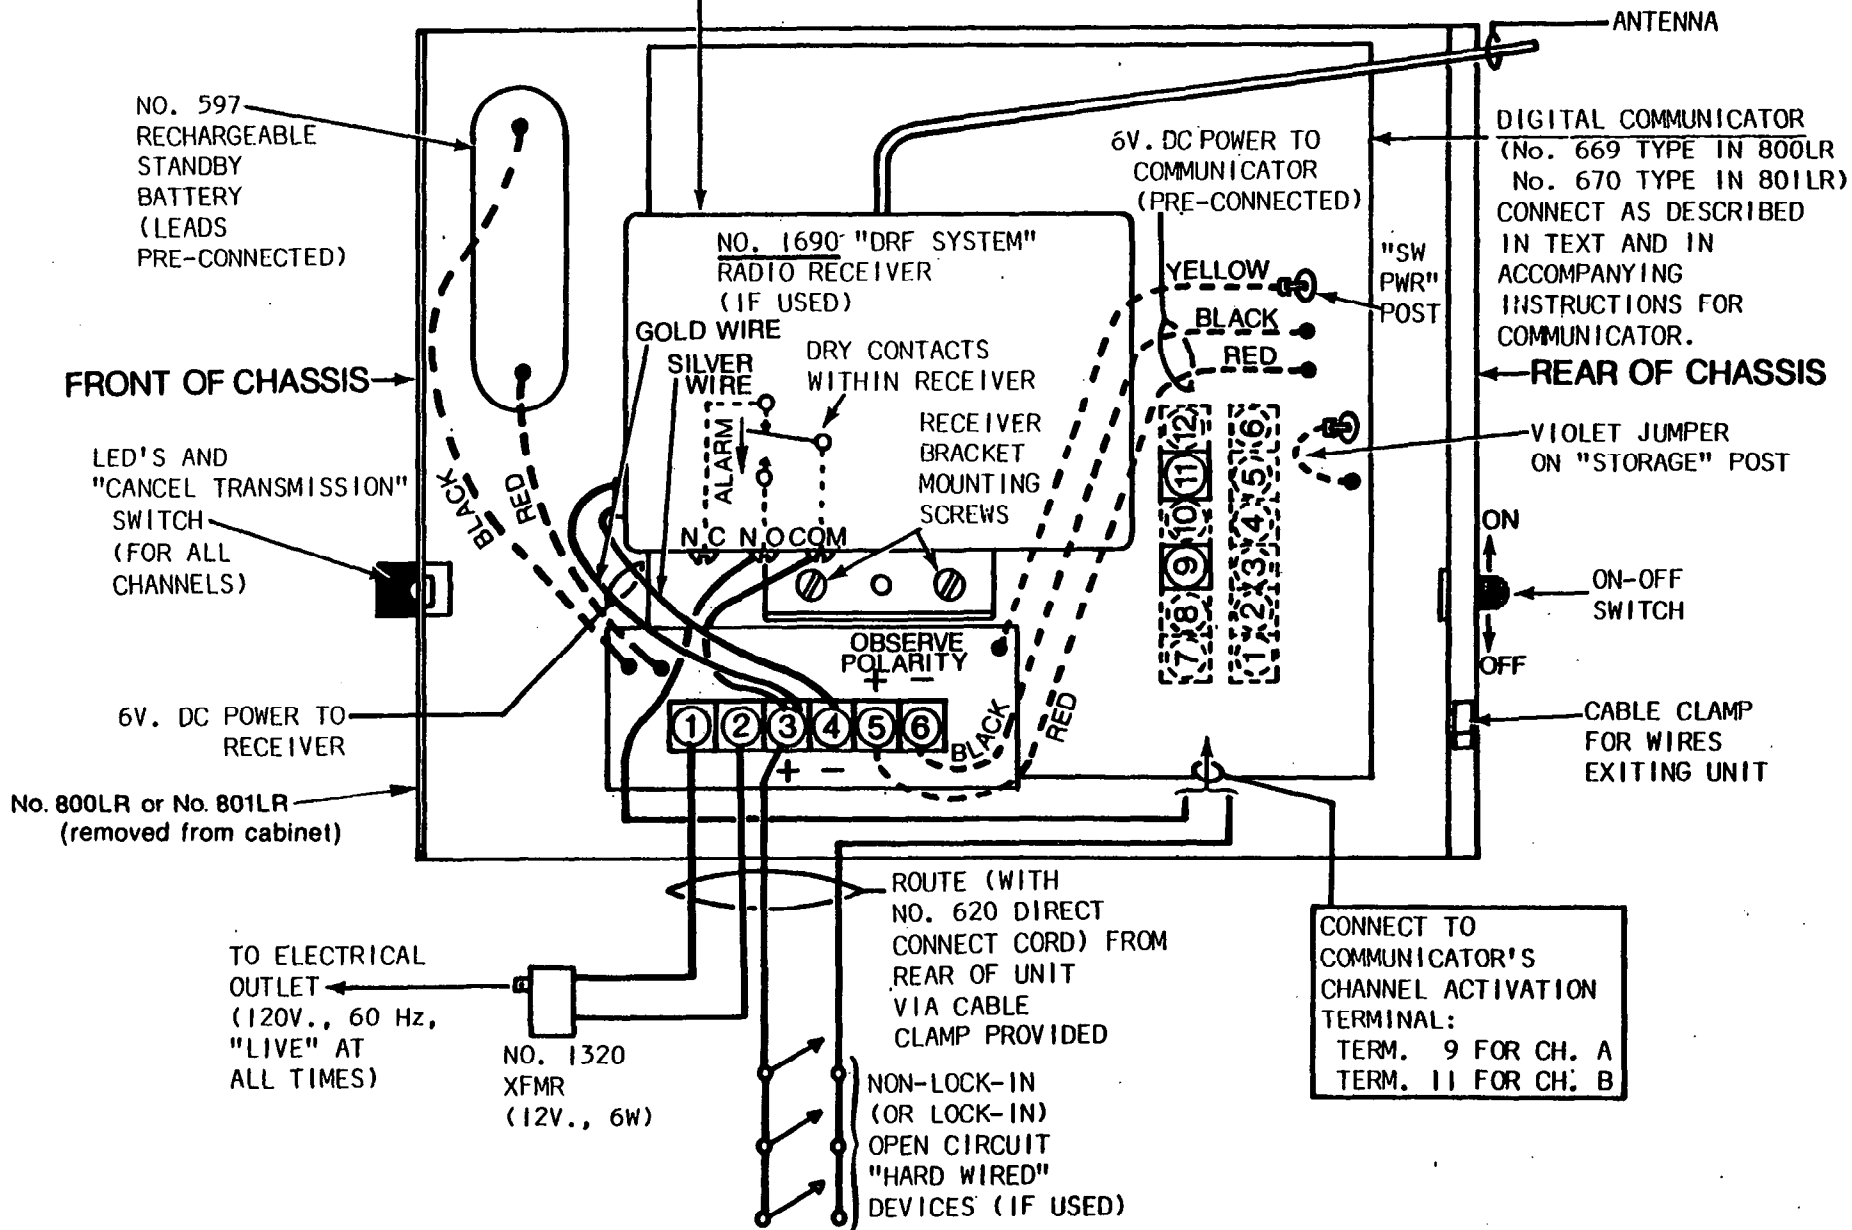 ANTENNA
NO. 597
RECHARGEABLE
STANDBY
BATTERY
(LEADS
PRE-CONNECTED)
6V. DC POWER TO
COMMUNICATOR
(PRE-CONNECTED)
DIGITAL COMMUNICATOR
(No. 669 TYPE IN 800LR
No. 670 TYPE IN 801LR)
CONNECT AS DESCRIBED
IN TEXT AND IN
ACCOMPANYING
INSTRUCTIONS FOR
COMMUNICATOR.
NO. 1690 "DRF SYSTEM"
RADIO RECEIVER
(IF USED)
YELLOW
"SW
PWR"
POST
BLACK
RED
GOLD WIRE
SILVER
WIRE
DRY CONTACTS
WITHIN RECEIVER
FRONT OF CHASSIS
REAR OF CHASSIS
RECEIVER
BRACKET
MOUNTING
SCREWS
ALARM
N C N O COM
VIOLET JUMPER
ON "STORAGE" POST
LED'S AND
"CANCEL TRANSMISSION"
SWITCH
(FOR ALL
CHANNELS)
BLACK
RED
7 8 9 10 11 12
1 2 3 4 5 6
ON
OFF
ON-OFF
SWITCH
OBSERVE
POLARITY
+ −
1 2 3 4 5 6
+ −
BLACK
RED
6V. DC POWER TO
RECEIVER
CABLE CLAMP
FOR WIRES
EXITING UNIT
No. 800LR or No. 801LR
(removed from cabinet)
ROUTE (WITH
NO. 620 DIRECT
CONNECT CORD) FROM
REAR OF UNIT
VIA CABLE
CLAMP PROVIDED
CONNECT TO
COMMUNICATOR'S
CHANNEL ACTIVATION
TERMINAL:
TERM. 9 FOR CH. A
TERM. 11 FOR CH. B
TO ELECTRICAL
OUTLET
(120V., 60 Hz,
"LIVE" AT
ALL TIMES)
NO. 1320
XFMR
(12V., 6W)
NON-LOCK-IN
(OR LOCK-IN)
OPEN CIRCUIT
"HARD WIRED"
DEVICES (IF USED)